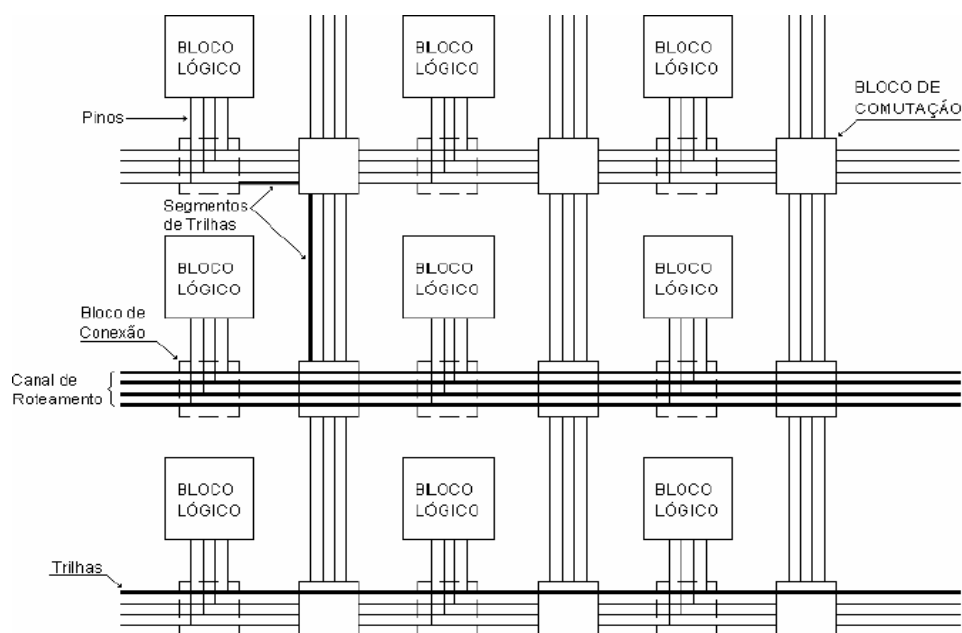 BLOCO
LÓGICO
BLOCO
LÓGICO
BLOCO
LÓGICO
BLOCO DE
COMUTAÇÃO
Pinos
Segmentos
de Trilhas
BLOCO
LÓGICO
BLOCO
LÓGICO
BLOCO
LÓGICO
Bloco de
Conexão
Canal de
Roteamento
BLOCO
LÓGICO
BLOCO
LÓGICO
BLOCO
LÓGICO
Trilhas